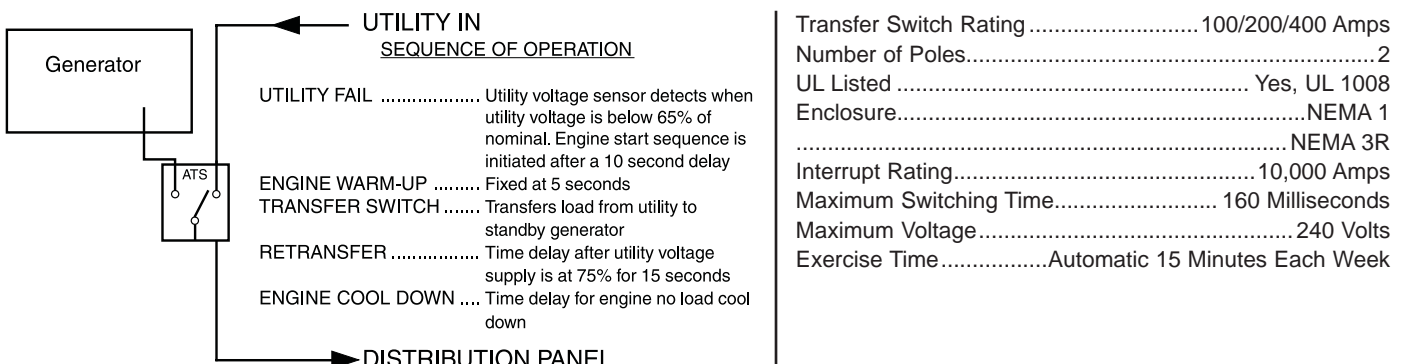 UTILITY IN
SEQUENCE OF OPERATION
Generator
ATS
UTILITY FAIL ................... Utility voltage sensor detects when
utility voltage is below 65% of
nominal. Engine start sequence is
initiated after a 10 second delay
ENGINE WARM-UP ......... Fixed at 5 seconds
TRANSFER SWITCH ....... Transfers load from utility to
standby generator
RETRANSFER ................. Time delay after utility voltage
supply is at 75% for 15 seconds
ENGINE COOL DOWN .... Time delay for engine no load cool
down
DISTRIBUTION PANEL
Transfer Switch Rating ...........................100/200/400 Amps
Number of Poles..................................................................2
UL Listed ........................................................ Yes, UL 1008
Enclosure.................................................................NEMA 1
.............................................................................. NEMA 3R
Interrupt Rating................................................10,000 Amps
Maximum Switching Time.......................... 160 Milliseconds
Maximum Voltage..................................................240 Volts
Exercise Time.................Automatic 15 Minutes Each Week